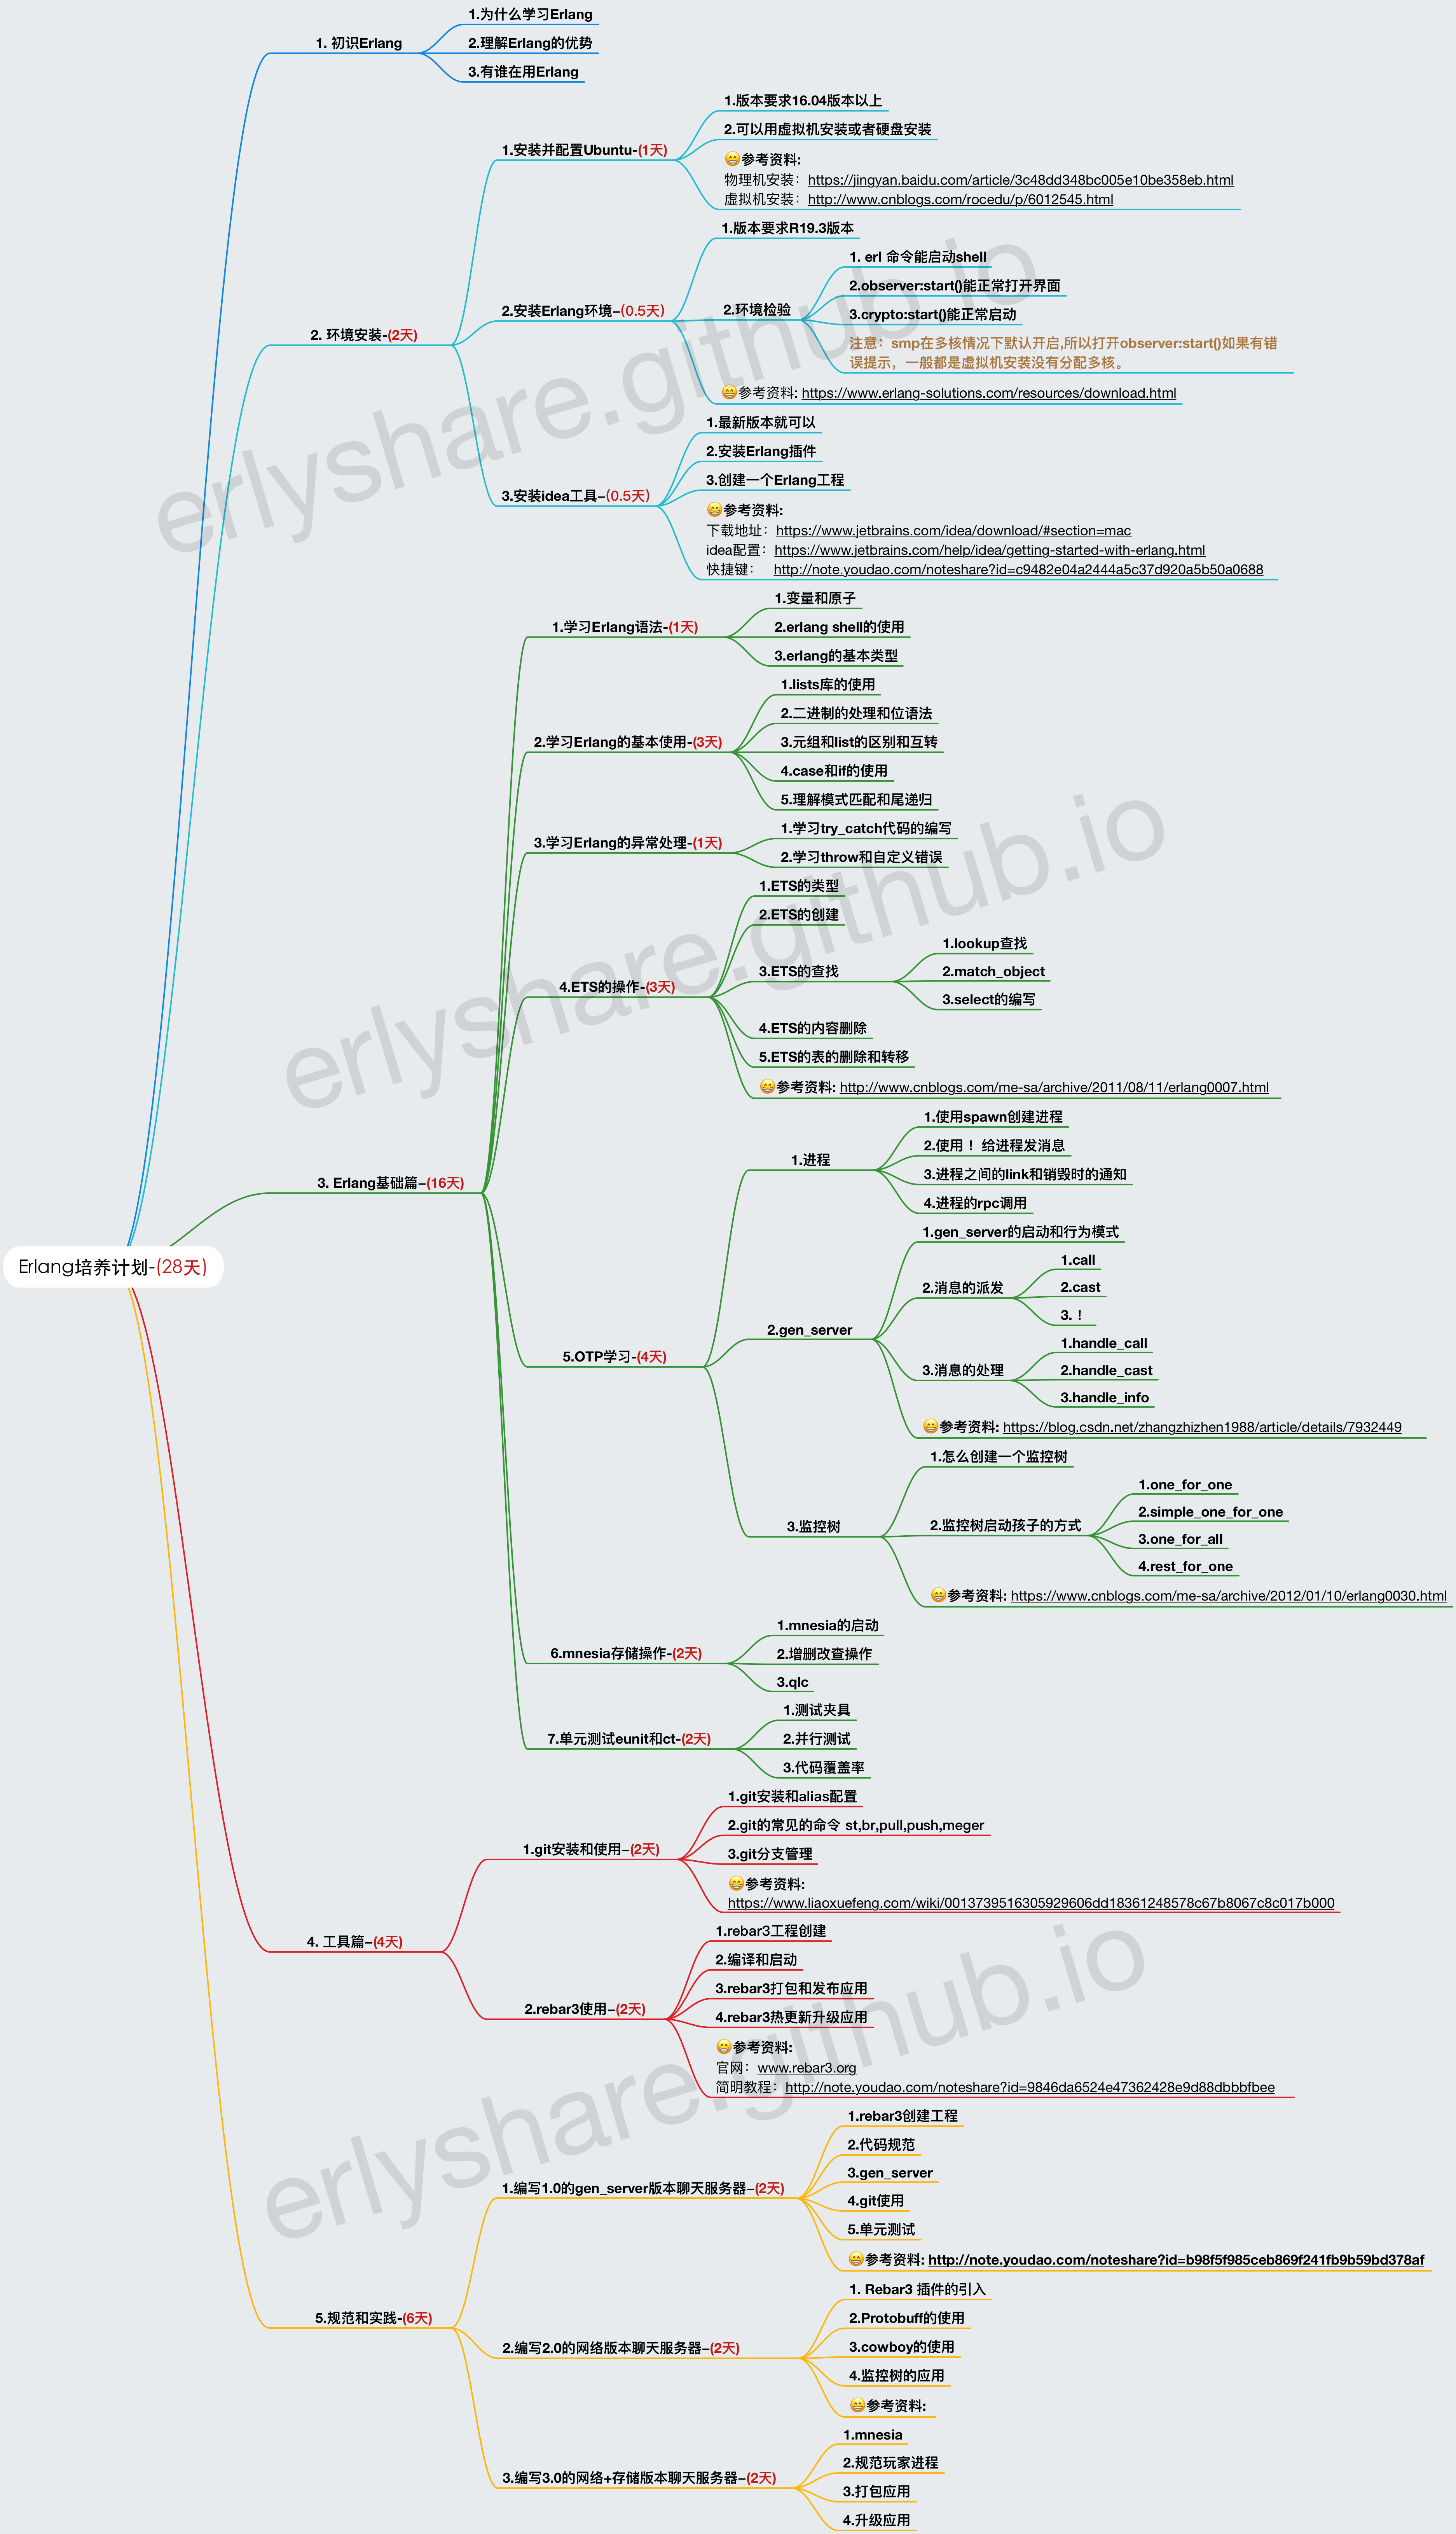 Erlang培养计划-(28天)
1. 初识Erlang
1.为什么学习Erlang
2.理解Erlang的优势
3.有谁在用Erlang
2. 环境安装-(2天)
1.安装并配置Ubuntu-(1天)
1.版本要求16.04版本以上
2.可以用虚拟机安装或者硬盘安装
😁参考资料:
物理机安装：https://jingyan.baidu.com/article/3c48dd348bc005e10be358eb.html
虚拟机安装：http://www.cnblogs.com/rocedu/p/6012545.html
2.安装Erlang环境–(0.5天)
1.版本要求R19.3版本
2.环境检验
1. erl 命令能启动shell
2.observer:start()能正常打开界面
3.crypto:start()能正常启动
注意：smp在多核情况下默认开启,所以打开observer:start()如果有错
误提示，一般都是虚拟机安装没有分配多核。
😁参考资料: https://www.erlang-solutions.com/resources/download.html
3.安装idea工具–(0.5天)
1.最新版本就可以
2.安装Erlang插件
3.创建一个Erlang工程
😁参考资料:
下载地址：https://www.jetbrains.com/idea/download/#section=mac
idea配置：https://www.jetbrains.com/help/idea/getting-started-with-erlang.html
快捷键： http://note.youdao.com/noteshare?id=c9482e04a2444a5c37d920a5b50a0688
3. Erlang基础篇–(16天)
1.学习Erlang语法-(1天)
1.变量和原子
2.erlang shell的使用
3.erlang的基本类型
2.学习Erlang的基本使用-(3天)
1.lists库的使用
2.二进制的处理和位语法
3.元组和list的区别和互转
4.case和if的使用
5.理解模式匹配和尾递归
3.学习Erlang的异常处理-(1天)
1.学习try_catch代码的编写
2.学习throw和自定义错误
4.ETS的操作-(3天)
1.ETS的类型
2.ETS的创建
3.ETS的查找
1.lookup查找
2.match_object
3.select的编写
4.ETS的内容删除
5.ETS的表的删除和转移
😁参考资料: http://www.cnblogs.com/me-sa/archive/2011/08/11/erlang0007.html
5.OTP学习-(4天)
1.进程
1.使用spawn创建进程
2.使用 ！给进程发消息
3.进程之间的link和销毁时的通知
4.进程的rpc调用
2.gen_server
1.gen_server的启动和行为模式
2.消息的派发
1.call
2.cast
3.！
3.消息的处理
1.handle_call
2.handle_cast
3.handle_info
😁参考资料: https://blog.csdn.net/zhangzhizhen1988/article/details/7932449
3.监控树
1.怎么创建一个监控树
2.监控树启动孩子的方式
1.one_for_one
2.simple_one_for_one
3.one_for_all
4.rest_for_one
😁参考资料: https://www.cnblogs.com/me-sa/archive/2012/01/10/erlang0030.html
6.mnesia存储操作-(2天)
1.mnesia的启动
2.增删改查操作
3.qlc
7.单元测试eunit和ct-(2天)
1.测试夹具
2.并行测试
3.代码覆盖率
4. 工具篇–(4天)
1.git安装和使用–(2天)
1.git安装和alias配置
2.git的常见的命令 st,br,pull,push,meger
3.git分支管理
😁参考资料:
https://www.liaoxuefeng.com/wiki/0013739516305929606dd18361248578c67b8067c8c017b000
2.rebar3使用–(2天)
1.rebar3工程创建
2.编译和启动
3.rebar3打包和发布应用
4.rebar3热更新升级应用
😁参考资料:
官网：www.rebar3.org
简明教程：http://note.youdao.com/noteshare?id=9846da6524e47362428e9d88dbbbfbee
5.规范和实践-(6天)
1.编写1.0的gen_server版本聊天服务器–(2天)
1.rebar3创建工程
2.代码规范
3.gen_server
4.git使用
5.单元测试
😁参考资料: http://note.youdao.com/noteshare?id=b98f5f985ceb869f241fb9b59bd378af
2.编写2.0的网络版本聊天服务器–(2天)
1. Rebar3 插件的引入
2.Protobuff的使用
3.cowboy的使用
4.监控树的应用
😁参考资料:
3.编写3.0的网络+存储版本聊天服务器–(2天)
1.mnesia
2.规范玩家进程
3.打包应用
4.升级应用
erlyshare.github.io
erlyshare.github.io
erlyshare.github.io